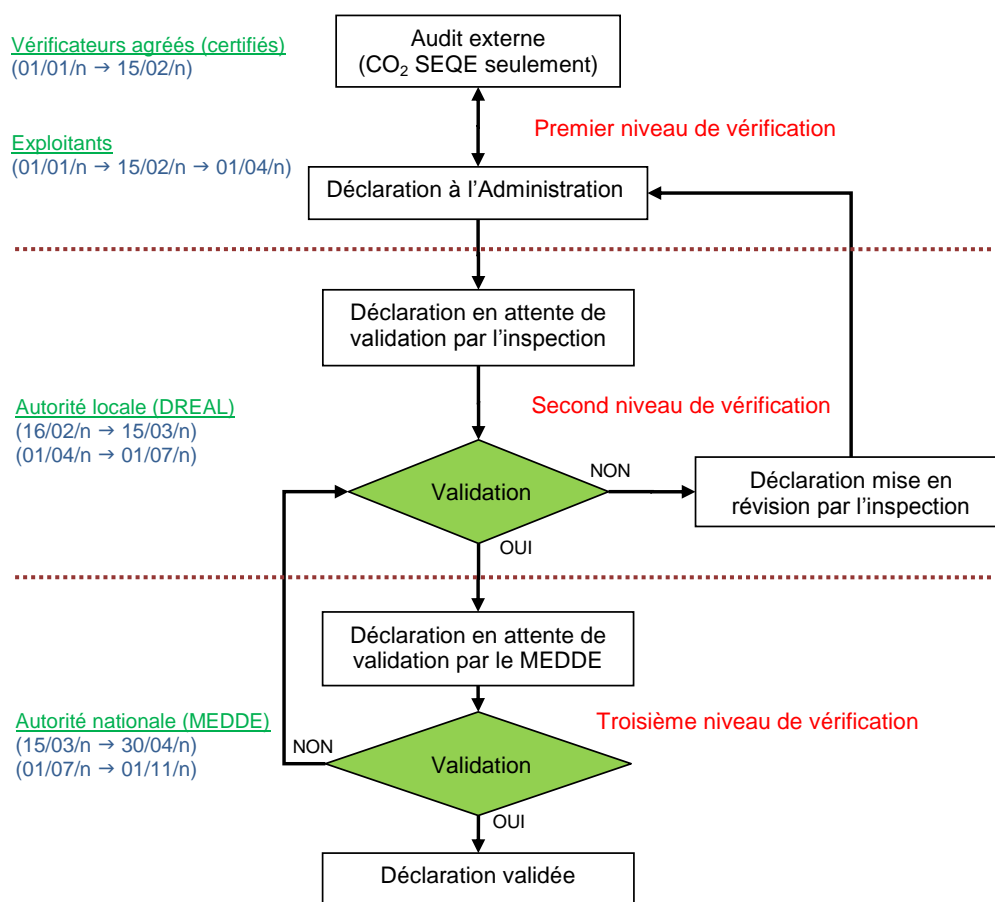 Vérificateurs agréés (certifiés)
(01/01/n → 15/02/n)
Audit externe
(CO₂ SEQE seulement)
Premier niveau de vérification
Exploitants
(01/01/n → 15/02/n → 01/04/n)
Déclaration à l’Administration
Déclaration en attente de
validation par l’inspection
Autorité locale (DREAL)
(16/02/n → 15/03/n)
(01/04/n → 01/07/n)
Second niveau de vérification
Validation
NON
Déclaration mise en
révision par l’inspection
OUI
Déclaration en attente de
validation par le MEDDE
Autorité nationale (MEDDE)
(15/03/n → 30/04/n)
(01/07/n → 01/11/n)
Troisième niveau de vérification
NON
Validation
OUI
Déclaration validée